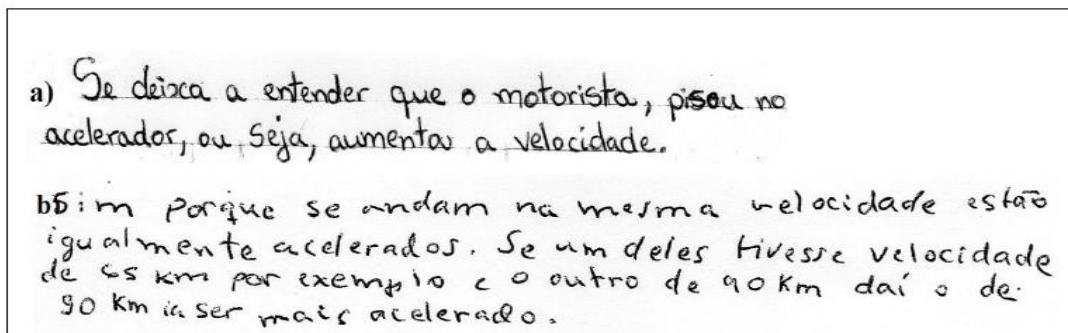 a) Se deixa a entender que o motorista, pisou no
acelerador, ou seja, aumentar a velocidade.
b) Sim porque se andam na mesma velocidade estão
igualmente acelerados. Se um deles tivesse velocidade
de 65 km por exemplo e o outro de 90 Km daí o de
90 Km ia ser mais acelerado.